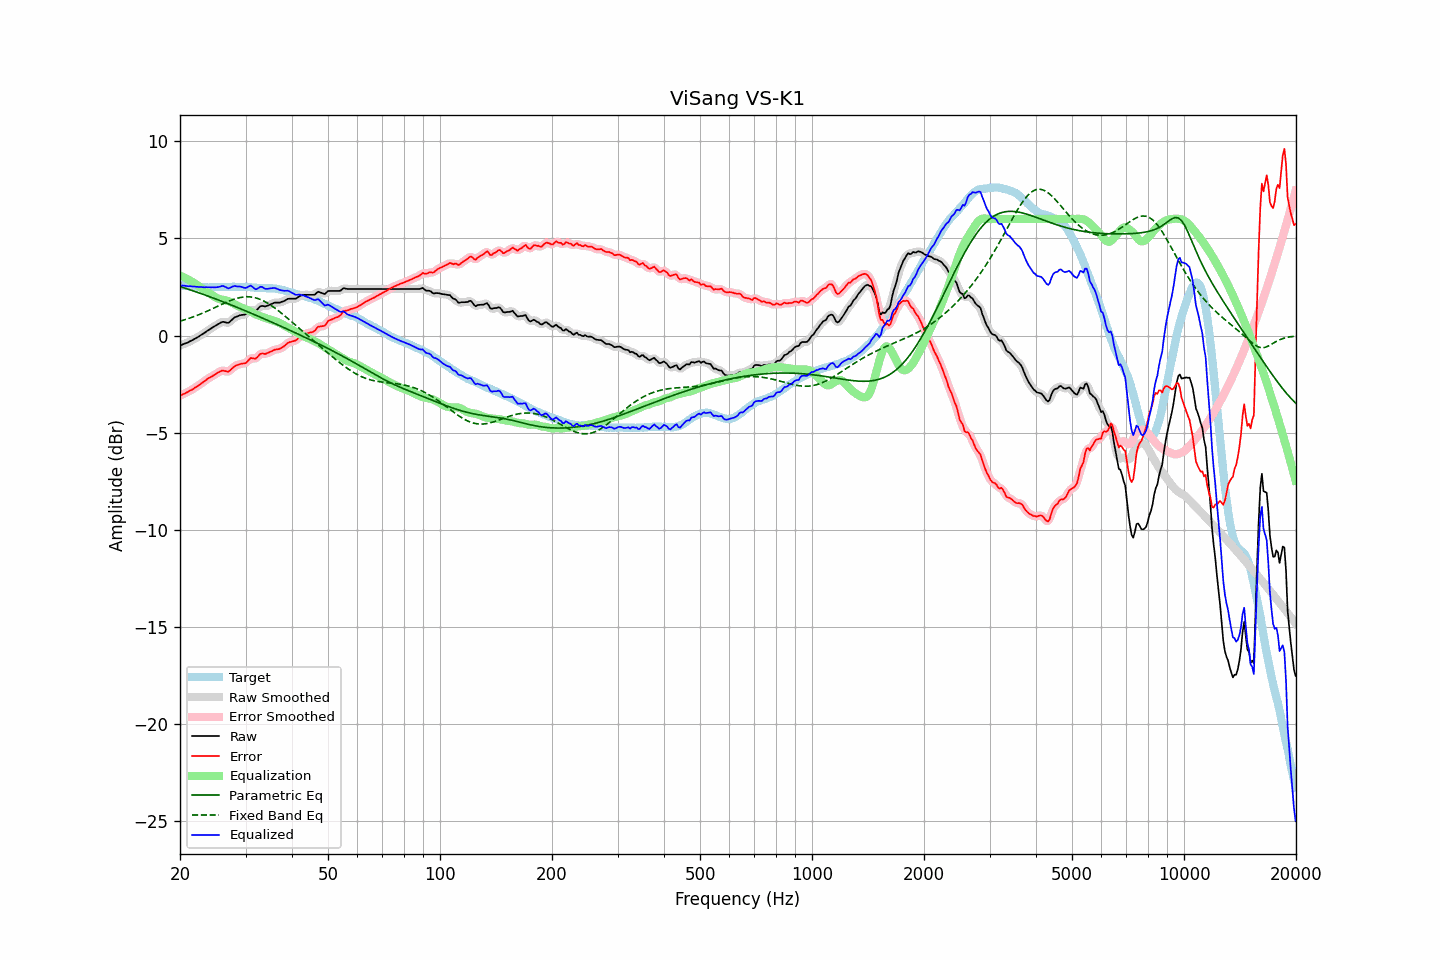 ViSang VS-K1
10
5
0
−5
−10
−15
−20
−25
Amplitude (dBr)
Target
Raw Smoothed
Error Smoothed
Raw
Error
Equalization
Parametric Eq
Fixed Band Eq
Equalized
20 50 100 200 500 1000 2000 5000 10000 20000
Frequency (Hz)